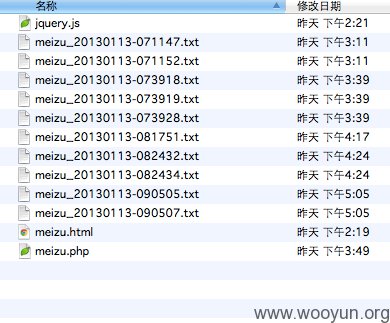 名称 修改日期
jquery.js 昨天 下午2:21
meizu_20130113-071147.txt 昨天 下午3:11
meizu_20130113-071152.txt 昨天 下午3:11
meizu_20130113-073918.txt 昨天 下午3:39
meizu_20130113-073919.txt 昨天 下午3:39
meizu_20130113-073928.txt 昨天 下午3:39
meizu_20130113-081751.txt 昨天 下午4:17
meizu_20130113-082432.txt 昨天 下午4:24
meizu_20130113-082434.txt 昨天 下午4:24
meizu_20130113-090505.txt 昨天 下午5:05
meizu_20130113-090507.txt 昨天 下午5:05
meizu.html 昨天 下午2:19
meizu.php 昨天 下午3:49
www.wooyun.org